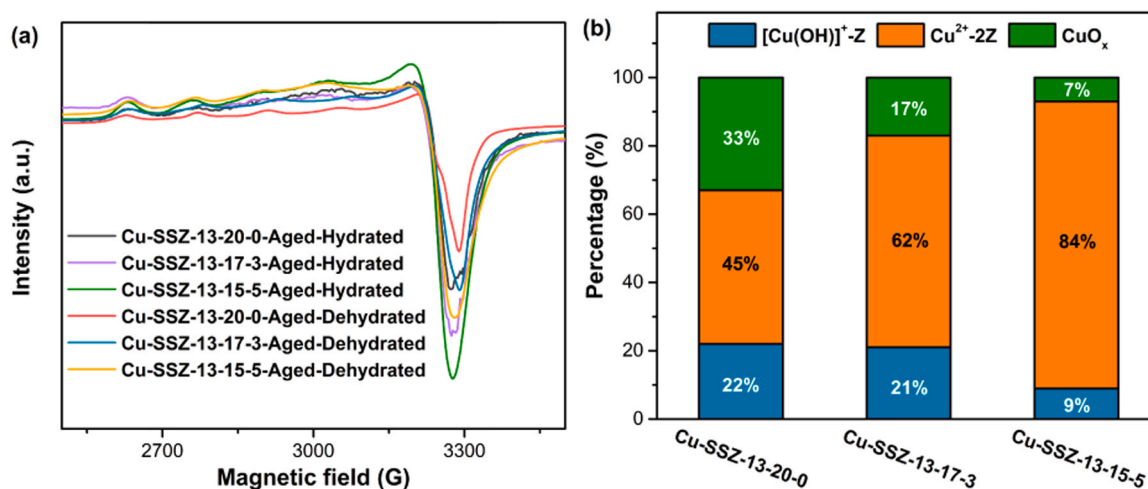 (a)
Intensity (a.u.)
Cu-SSZ-13-20-0-Aged-Hydrated
Cu-SSZ-13-17-3-Aged-Hydrated
Cu-SSZ-13-15-5-Aged-Hydrated
Cu-SSZ-13-20-0-Aged-Dehydrated
Cu-SSZ-13-17-3-Aged-Dehydrated
Cu-SSZ-13-15-5-Aged-Dehydrated
2700 3000 3300
Magnetic field (G)
(b)
[Cu(OH)]⁺-Z Cu²⁺-2Z CuOₓ
Percentage (%)
100
80
60
40
20
0
33%
45%
22%
17%
62%
21%
7%
84%
9%
Cu-SSZ-13-20-0
Cu-SSZ-13-17-3
Cu-SSZ-13-15-5